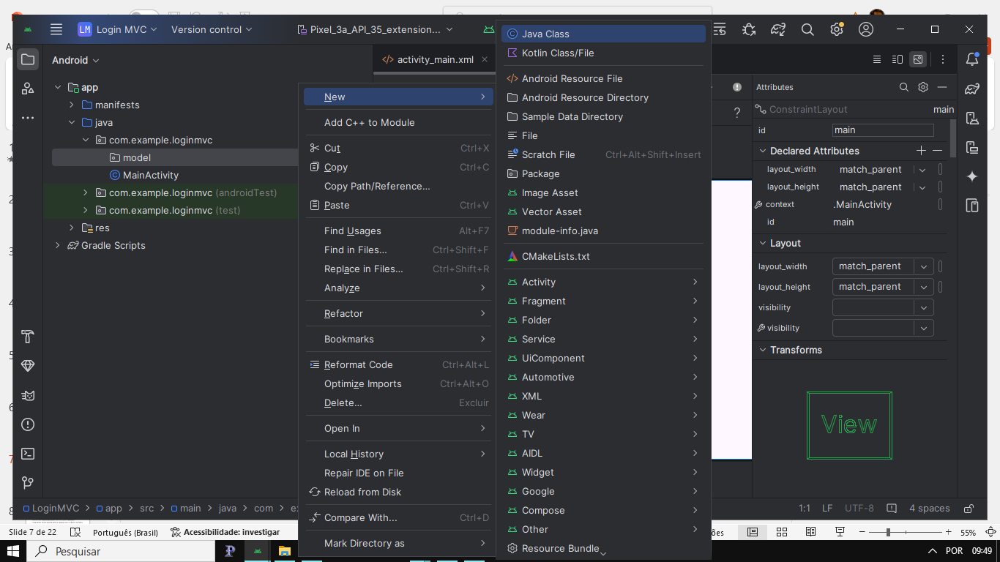 LM Login MVC
Version control
Pixel_3a_API_35_extension...
Android
activity_main.xml
app
manifests
java
com.example.loginmvc
model
MainActivity
com.example.loginmvc (androidTest)
com.example.loginmvc (test)
res
Gradle Scripts
New
Add C++ to Module
Cut Ctrl+X
Copy Ctrl+C
Copy Path/Reference...
Paste Ctrl+V
Find Usages Alt+F7
Find in Files... Ctrl+Shift+F
Replace in Files... Ctrl+Shift+R
Analyze
Refactor
Bookmarks
Reformat Code Ctrl+Alt+L
Optimize Imports Ctrl+Alt+O
Delete... Excluir
Open In
Local History
Repair IDE on File
Reload from Disk
Compare With... Ctrl+D
Mark Directory as
Java Class
Kotlin Class/File
Android Resource File
Android Resource Directory
Sample Data Directory
File
Scratch File Ctrl+Alt+Shift+Insert
Package
Image Asset
Vector Asset
module-info.java
CMakeLists.txt
Activity
Fragment
Folder
Service
UiComponent
Automotive
XML
Wear
TV
AIDL
Widget
Google
Compose
Other
Resource Bundle
Attributes
ConstraintLayout main
id main
Declared Attributes
layout_width match_parent
layout_height match_parent
context .MainActivity
id main
Layout
layout_width match_parent
layout_height match_parent
visibility
visibility
Transforms
View
LoginMVC app src main java com
1:1 LF UTF-8 4 spaces
Slide 7 de 22 Português (Brasil) Acessibilidade: investigar
55%
Pesquisar
POR 09:49